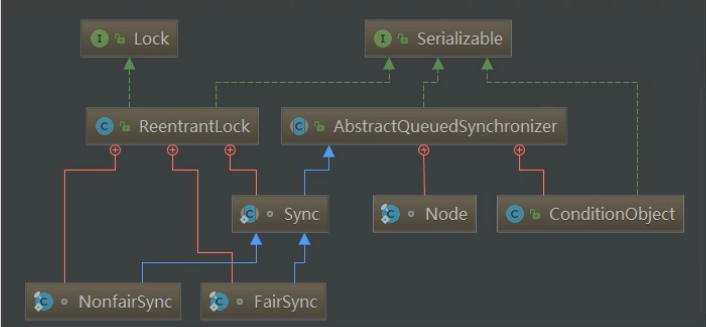 I Lock
I Serializable
C ReentrantLock
C AbstractQueuedSynchronizer
C Sync
C Node
C ConditionObject
C NonfairSync
C FairSync